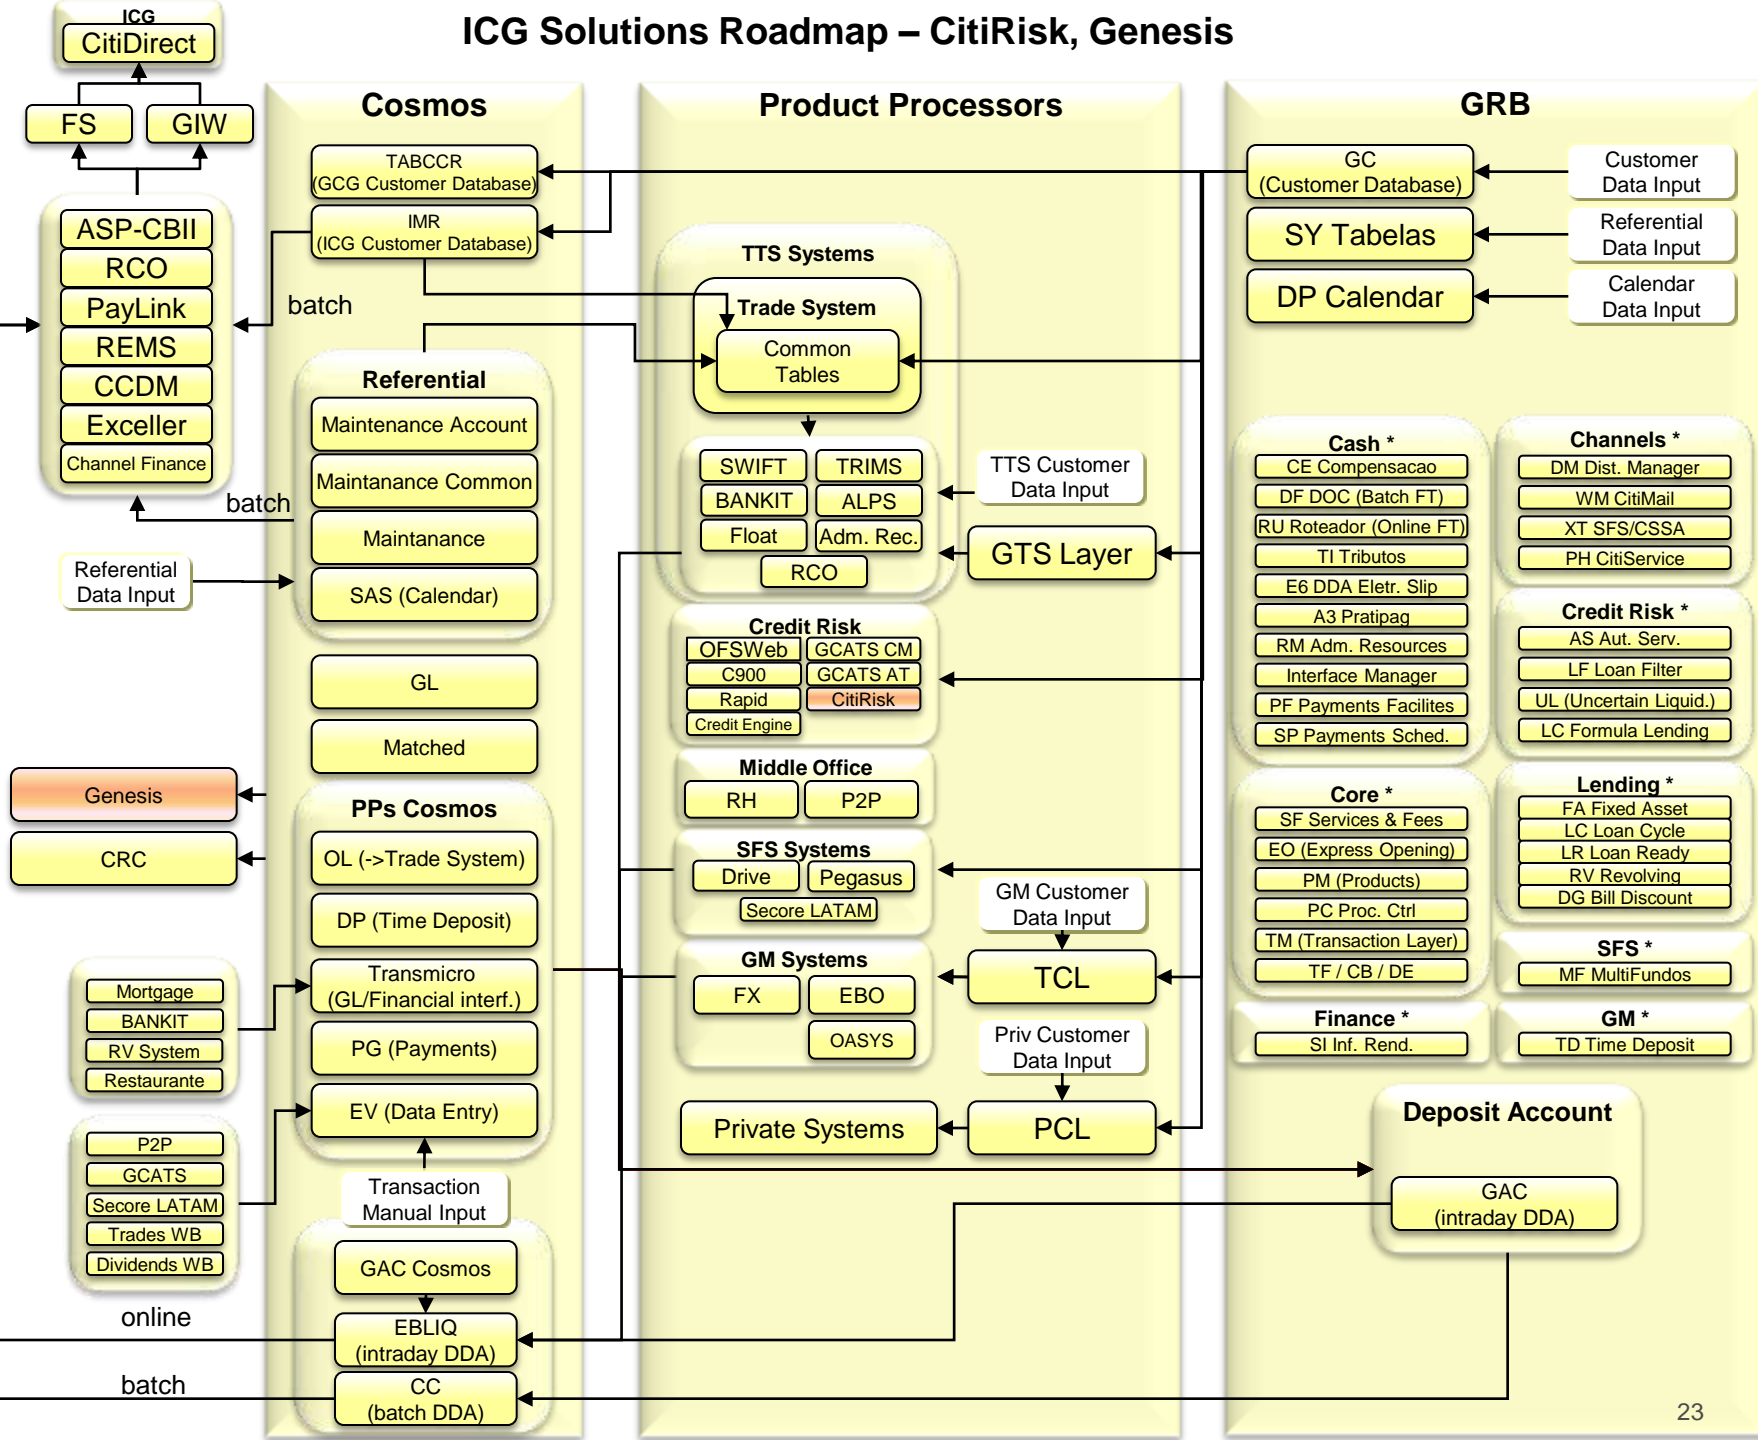 ICG Solutions Roadmap – CitiRisk, Genesis
ICG
CitiDirect
FS
GIW
ASP-CBII
RCO
PayLink
REMS
CCDM
Exceller
Channel Finance
batch
batch
Referential
Data Input
Genesis
CRC
Mortgage
BANKIT
RV System
Restaurante
P2P
GCATS
Secore LATAM
Trades WB
Dividends WB
online
batch
Cosmos
TABCCR
(GCG Customer Database)
IMR
(ICG Customer Database)
Referential
Maintenance Account
Maintanance Common
Maintanance
SAS (Calendar)
GL
Matched
PPs Cosmos
OL (->Trade System)
DP (Time Deposit)
Transmicro
(GL/Financial interf.)
PG (Payments)
EV (Data Entry)
Transaction
Manual Input
GAC Cosmos
EBLIQ
(intraday DDA)
CC
(batch DDA)
Product Processors
TTS Systems
Trade System
Common
Tables
SWIFT
TRIMS
BANKIT
ALPS
Float
Adm. Rec.
RCO
TTS Customer
Data Input
GTS Layer
Credit Risk
OFSWeb
GCATS CM
C900
GCATS AT
Rapid
CitiRisk
Credit Engine
Middle Office
RH
P2P
SFS Systems
Drive
Pegasus
Secore LATAM
GM Customer
Data Input
GM Systems
FX
EBO
OASYS
TCL
Priv Customer
Data Input
Private Systems
PCL
GRB
GC
(Customer Database)
Customer
Data Input
SY Tabelas
Referential
Data Input
DP Calendar
Calendar
Data Input
Cash *
CE Compensacao
DF DOC (Batch FT)
RU Roteador (Online FT)
TI Tributos
E6 DDA Eletr. Slip
A3 Pratipag
RM Adm. Resources
Interface Manager
PF Payments Facilites
SP Payments Sched.
Channels *
DM Dist. Manager
WM CitiMail
XT SFS/CSSA
PH CitiService
Credit Risk *
AS Aut. Serv.
LF Loan Filter
UL (Uncertain Liquid.)
LC Formula Lending
Core *
SF Services & Fees
EO (Express Opening)
PM (Products)
PC Proc. Ctrl
TM (Transaction Layer)
TF / CB / DE
Lending *
FA Fixed Asset
LC Loan Cycle
LR Loan Ready
RV Revolving
DG Bill Discount
SFS *
MF MultiFundos
Finance *
SI Inf. Rend.
GM *
TD Time Deposit
Deposit Account
GAC
(intraday DDA)
23